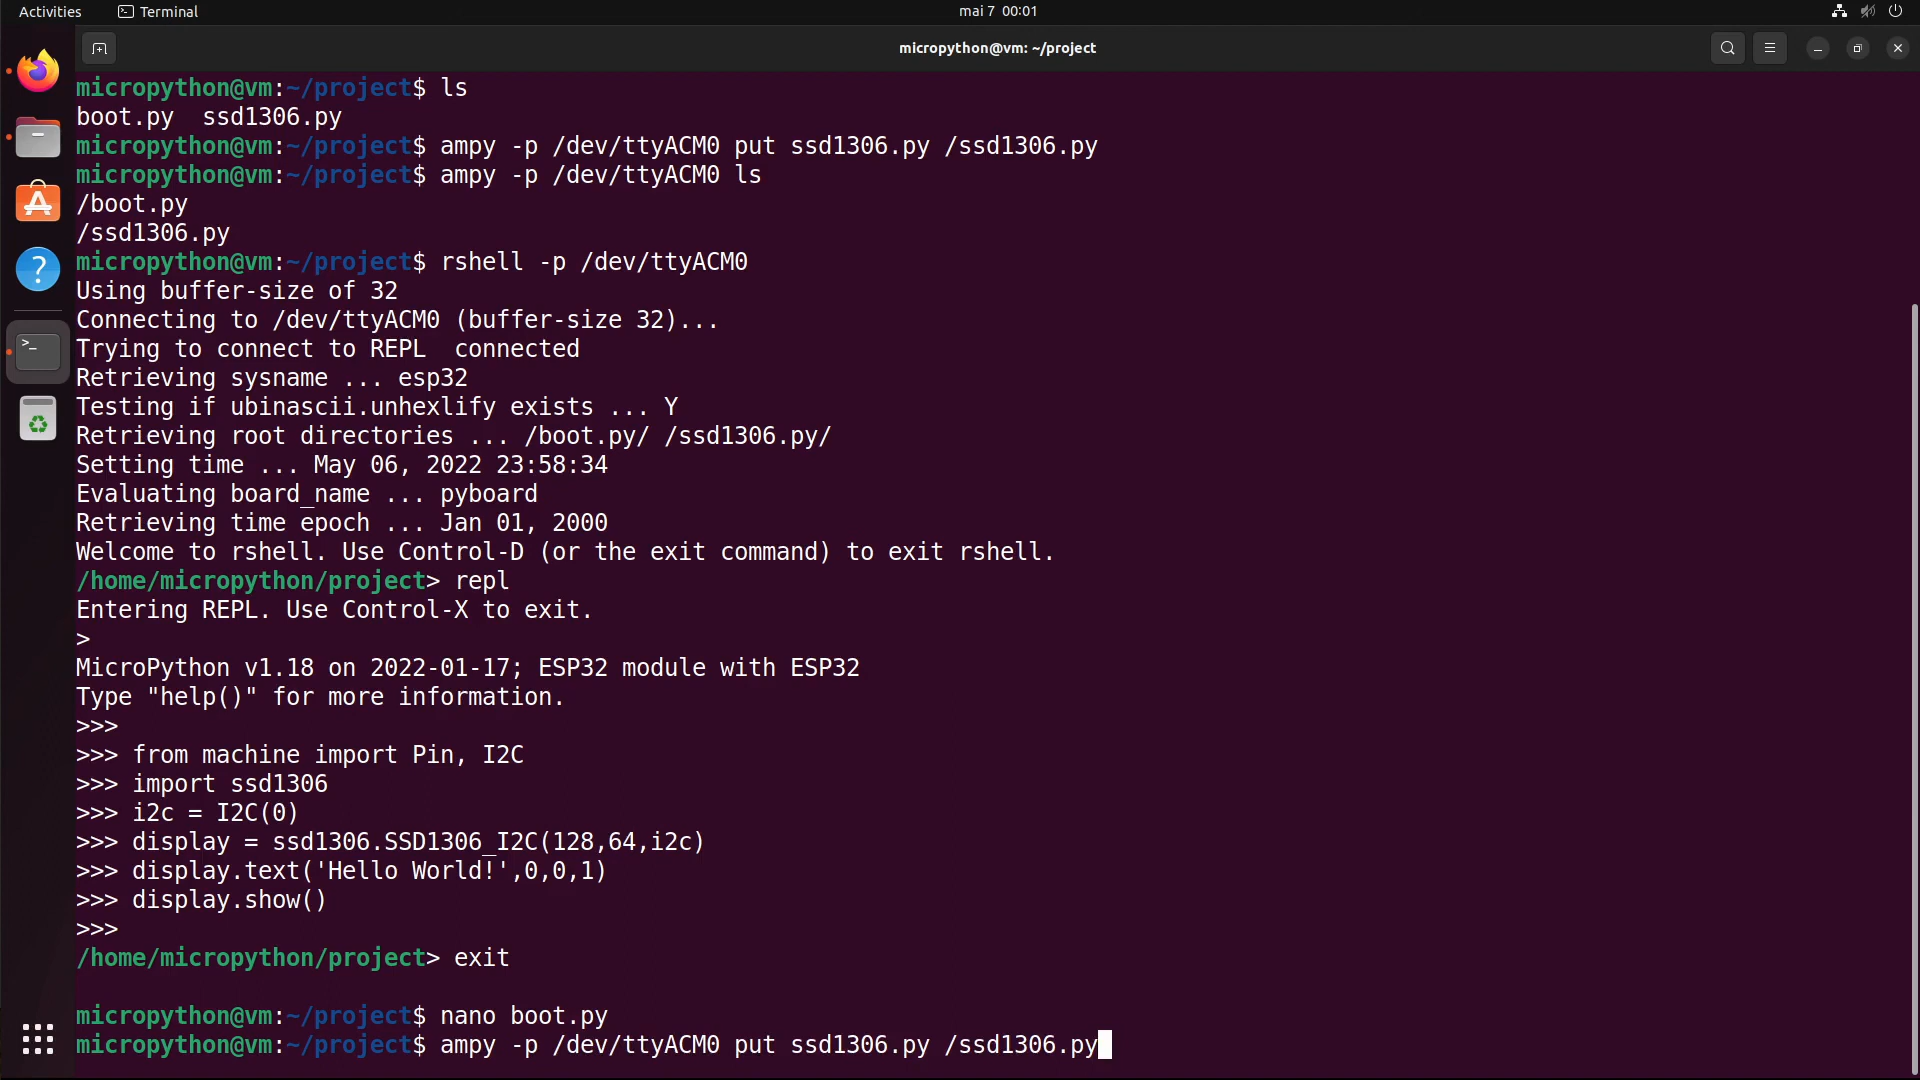 Activities Terminal mai 7 00:01
micropython@vm: ~/project
micropython@vm:~/project$ ls
boot.py  ssd1306.py
micropython@vm:~/project$ ampy -p /dev/ttyACM0 put ssd1306.py /ssd1306.py
micropython@vm:~/project$ ampy -p /dev/ttyACM0 ls
/boot.py
/ssd1306.py
micropython@vm:~/project$ rshell -p /dev/ttyACM0
Using buffer-size of 32
Connecting to /dev/ttyACM0 (buffer-size 32)...
Trying to connect to REPL  connected
Retrieving sysname ... esp32
Testing if ubinascii.unhexlify exists ... Y
Retrieving root directories ... /boot.py/ /ssd1306.py/
Setting time ... May 06, 2022 23:58:34
Evaluating board_name ... pyboard
Retrieving time epoch ... Jan 01, 2000
Welcome to rshell. Use Control-D (or the exit command) to exit rshell.
/home/micropython/project> repl
Entering REPL. Use Control-X to exit.
>
MicroPython v1.18 on 2022-01-17; ESP32 module with ESP32
Type "help()" for more information.
>>>
>>> from machine import Pin, I2C
>>> import ssd1306
>>> i2c = I2C(0)
>>> display = ssd1306.SSD1306_I2C(128,64,i2c)
>>> display.text('Hello World!',0,0,1)
>>> display.show()
>>>
/home/micropython/project> exit
micropython@vm:~/project$ nano boot.py
micropython@vm:~/project$ ampy -p /dev/ttyACM0 put ssd1306.py /ssd1306.py